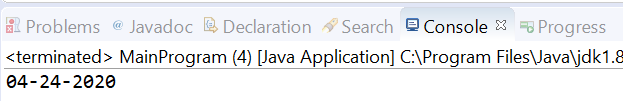 Problems @ Javadoc Declaration Search Console Progress
<terminated> MainProgram (4) [Java Application] C:\Program Files\Java\jdk1.8
04-24-2020